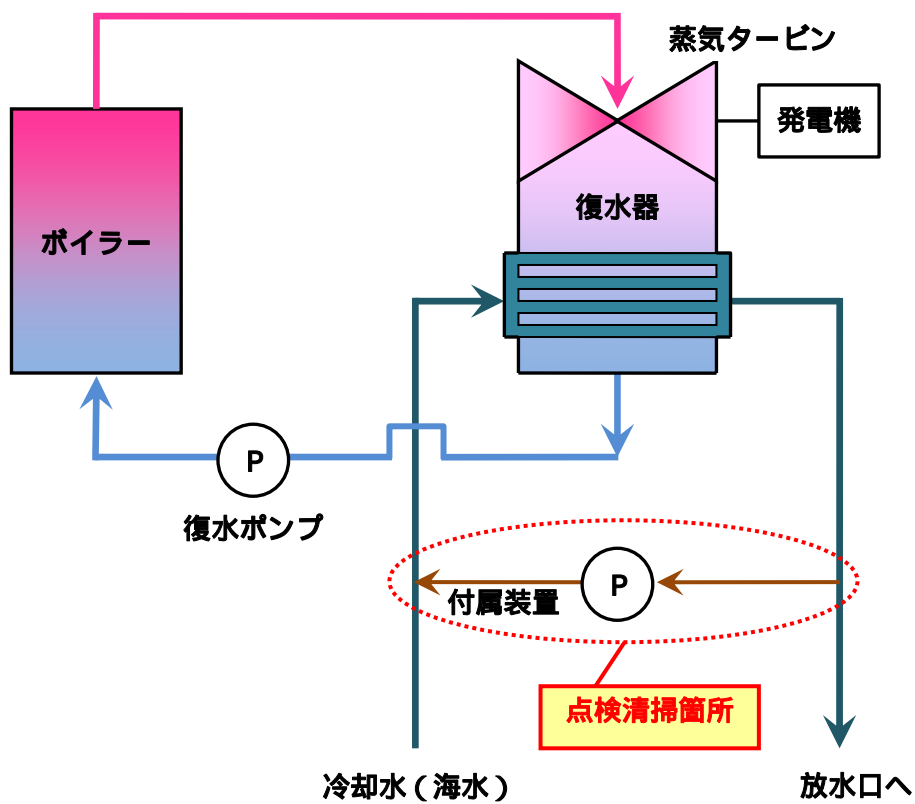 蒸気タービン
発電機
復水器
ボイラー
P
復水ポンプ
P
付属装置
点検清掃箇所
冷却水（海水）
放水口へ